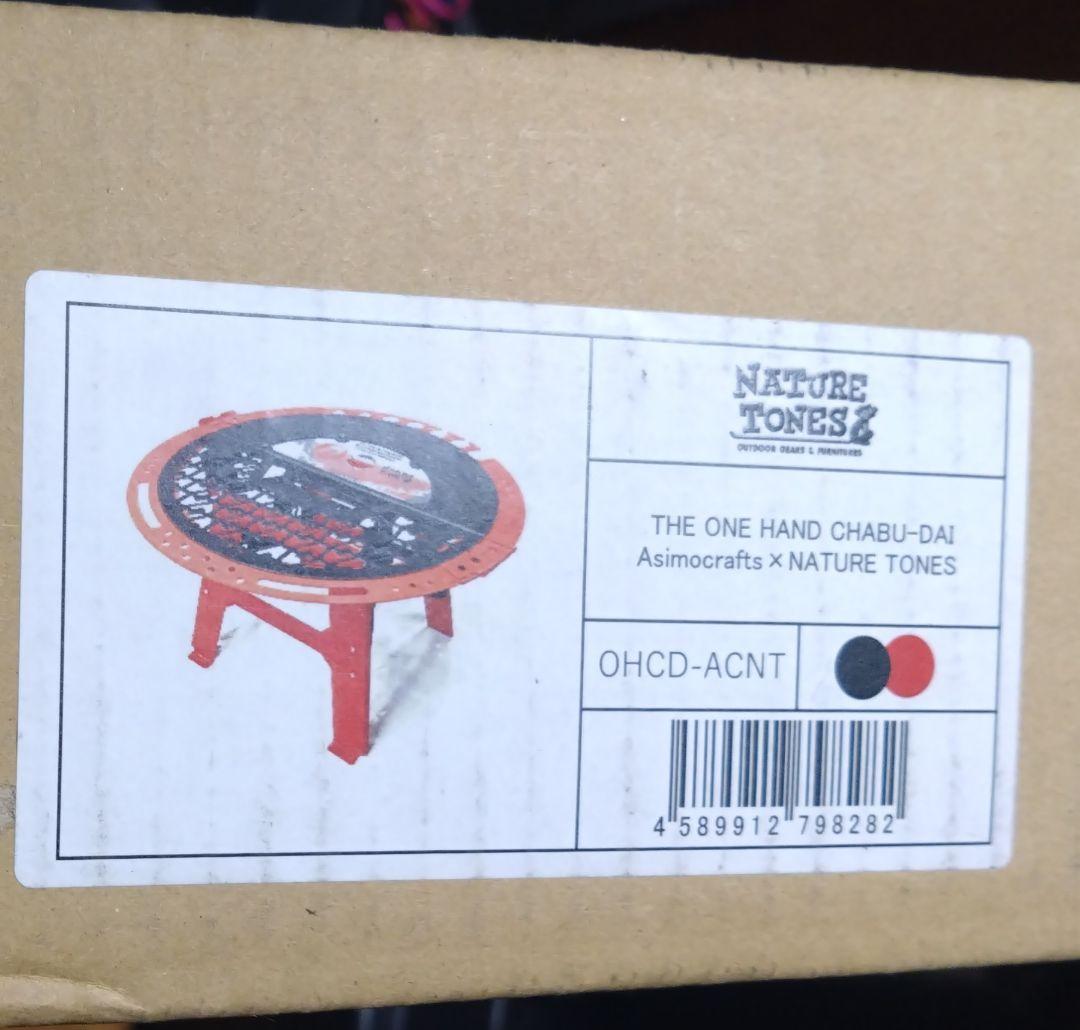 NATURE
TONES
OUTDOOR GEARS & FURNITURES
THE ONE HAND CHABU-DAI
Asimocrafts×NATURE TONES
OHCD-ACNT
4 589912 798282